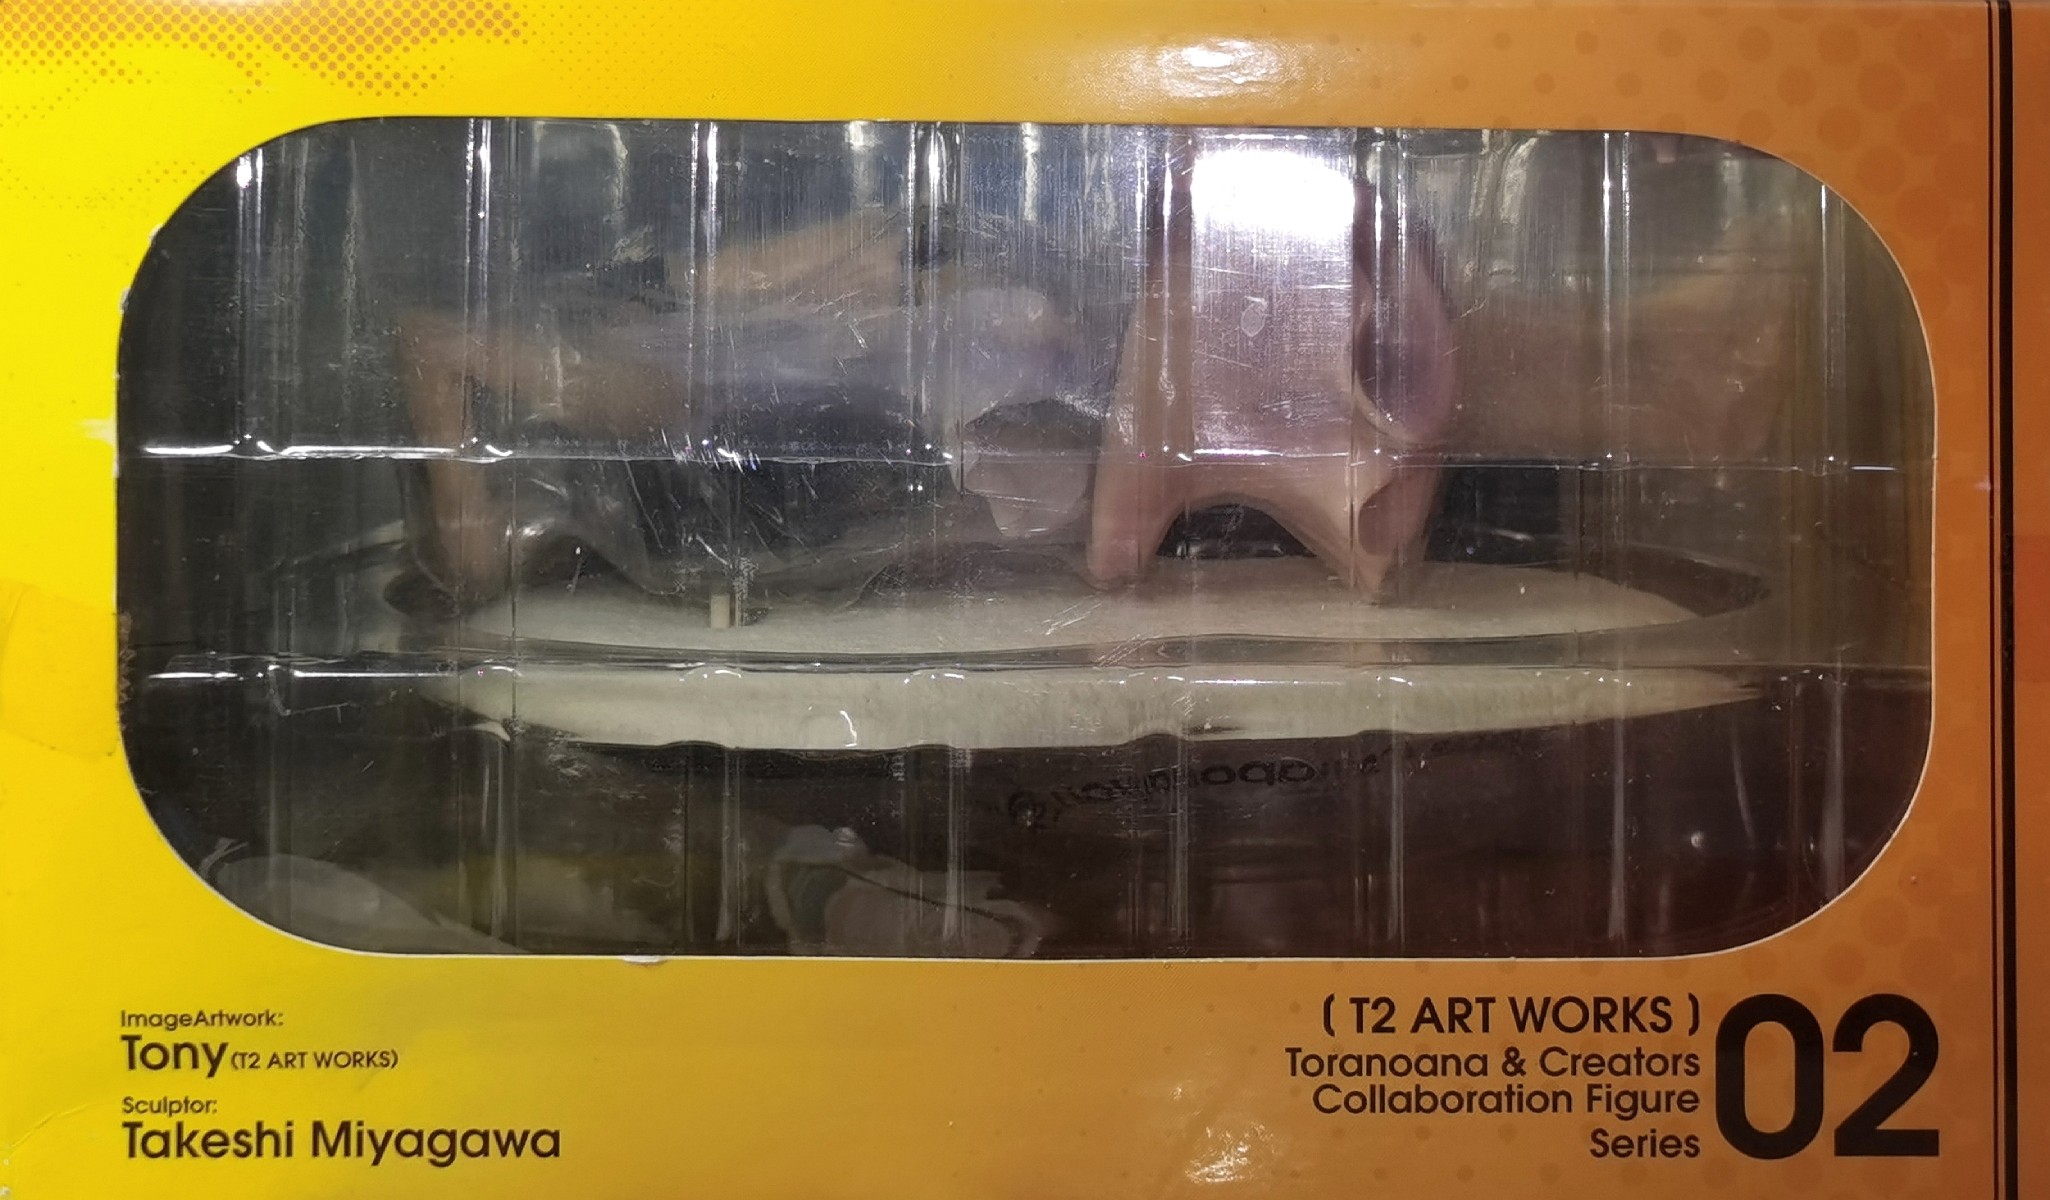 ImageArtwork:
Tony (T2 ART WORKS)
Sculptor:
Takeshi Miyagawa
( T2 ART WORKS )
Toranoana & Creators
Collaboration Figure
Series
02